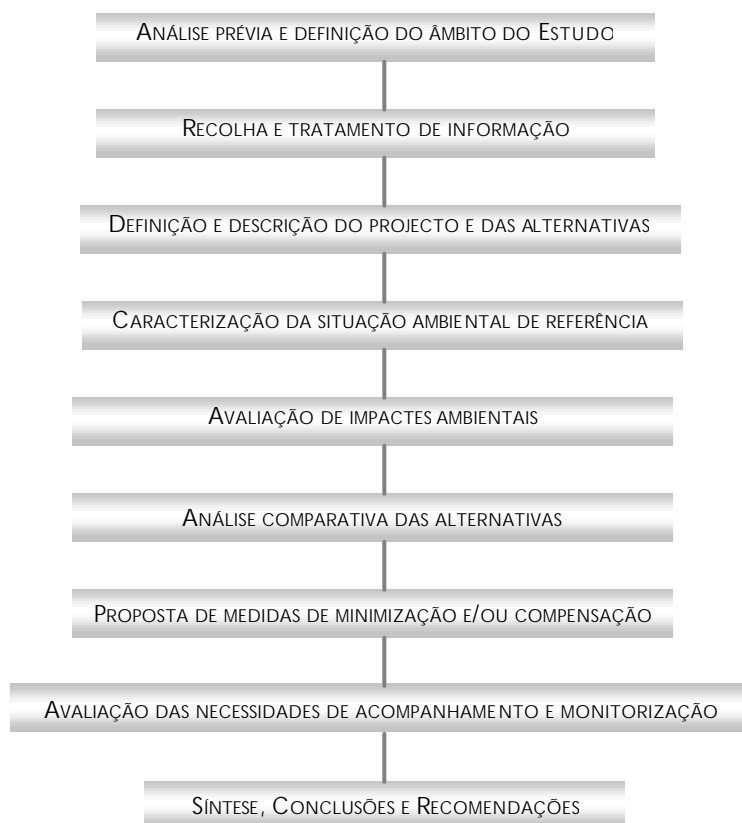 ANÁLISE PRÉVIA E DEFINIÇÃO DO ÂMBITO DO ESTUDO
RECOLHA E TRATAMENTO DE INFORMAÇÃO
DEFINIÇÃO E DESCRIÇÃO DO PROJECTO E DAS ALTERNATIVAS
CARACTERIZAÇÃO DA SITUAÇÃO AMBIENTAL DE REFERÊNCIA
AVALIAÇÃO DE IMPACTES AMBIENTAIS
ANÁLISE COMPARATIVA DAS ALTERNATIVAS
PROPOSTA DE MEDIDAS DE MINIMIZAÇÃO E/OU COMPENSAÇÃO
AVALIAÇÃO DAS NECESSIDADES DE ACOMPANHAMENTO E MONITORIZAÇÃO
SÍNTESE, CONCLUSÕES E RECOMENDAÇÕES